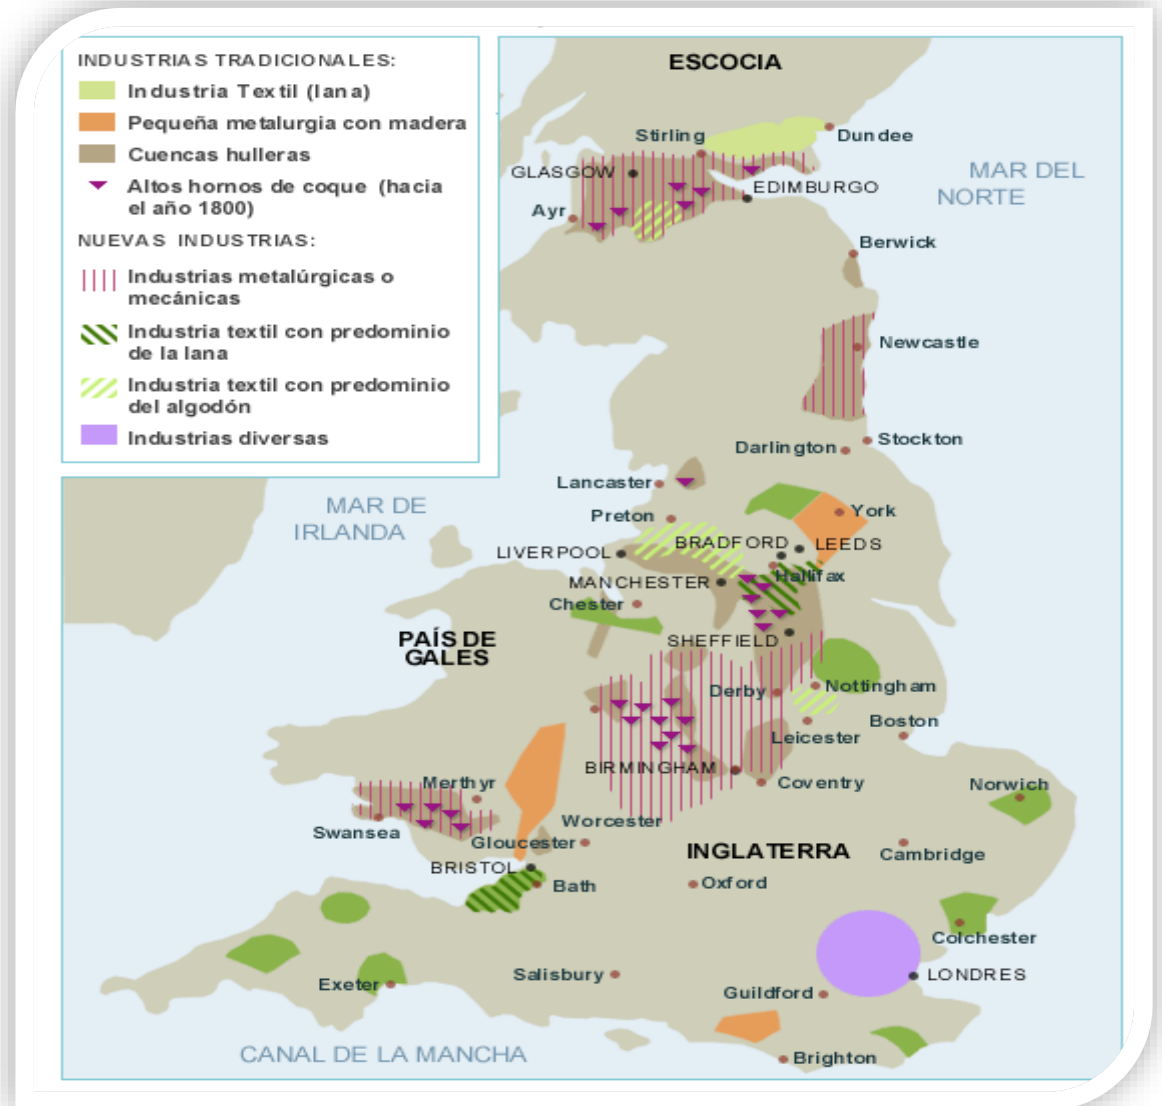 INDUSTRIAS TRADICIONALES:
Industria Textil (lana)
Pequeña metalurgia con madera
Cuencas hulleras
Altos hornos de coque (hacia
el año 1800)
NUEVAS INDUSTRIAS:
Industrias metalúrgicas o
mecánicas
Industria textil con predominio
de la lana
Industria textil con predominio
del algodón
Industrias diversas
ESCOCIA
Stirling
Dundee
GLASGOW
MAR DEL
NORTE
EDIMBURGO
Ayr
Berwick
Newcastle
Stockton
Darlington
Lancaster
MAR DE
IRLANDA
Preton
York
BRADFORD
LEEDS
LIVERPOOL
Hallifax
MANCHESTER
Chester
PAÍS DE
GALES
SHEFFIELD
Derby
Nottingham
Boston
Leicester
BIRMINGHAM
Coventry
Norwich
Merthyr
Swansea
Worcester
Gloucester
INGLATERRA
Cambridge
BRISTOL
Bath
Oxford
Colchester
Exeter
Salisbury
LONDRES
Guildford
CANAL DE LA MANCHA
Brighton